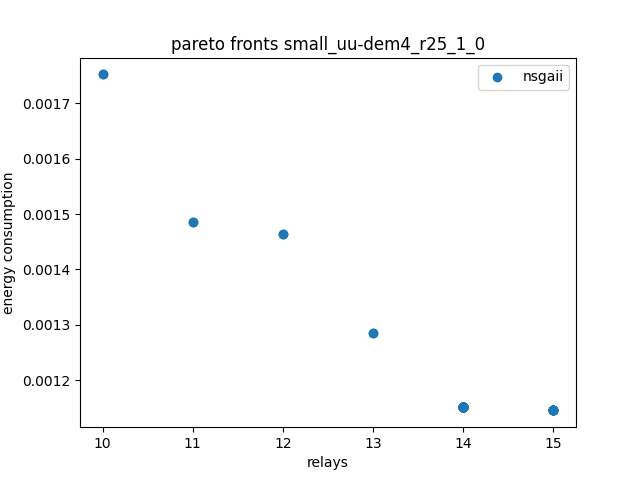 pareto fronts small_uu-dem4_r25_1_0
nsgaii
energy consumption
0.0017
0.0016
0.0015
0.0014
0.0013
0.0012
10 11 12 13 14 15
relays